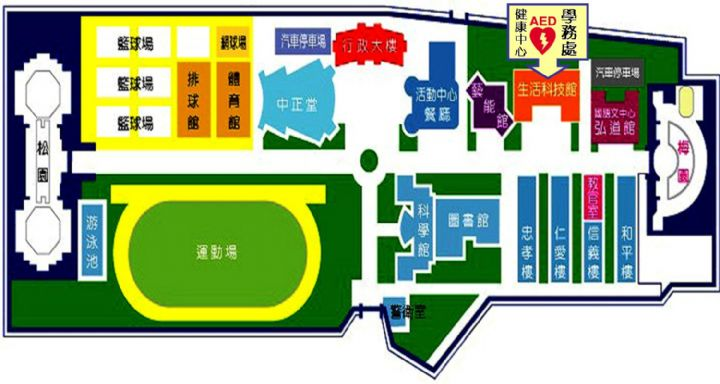 籃球場
網球場
汽車停車場
行政大樓
健康中心
AED
學務處
籃球場
排球館
體育館
中正堂
活動中心
餐廳
藝能館
生活科技館
汽車停車場
國語文中心
弘道館
籃球場
松園
梅園
游泳池
運動場
科學館
圖書館
忠孝樓
仁愛樓
教官室
信義樓
和平樓
警衛室